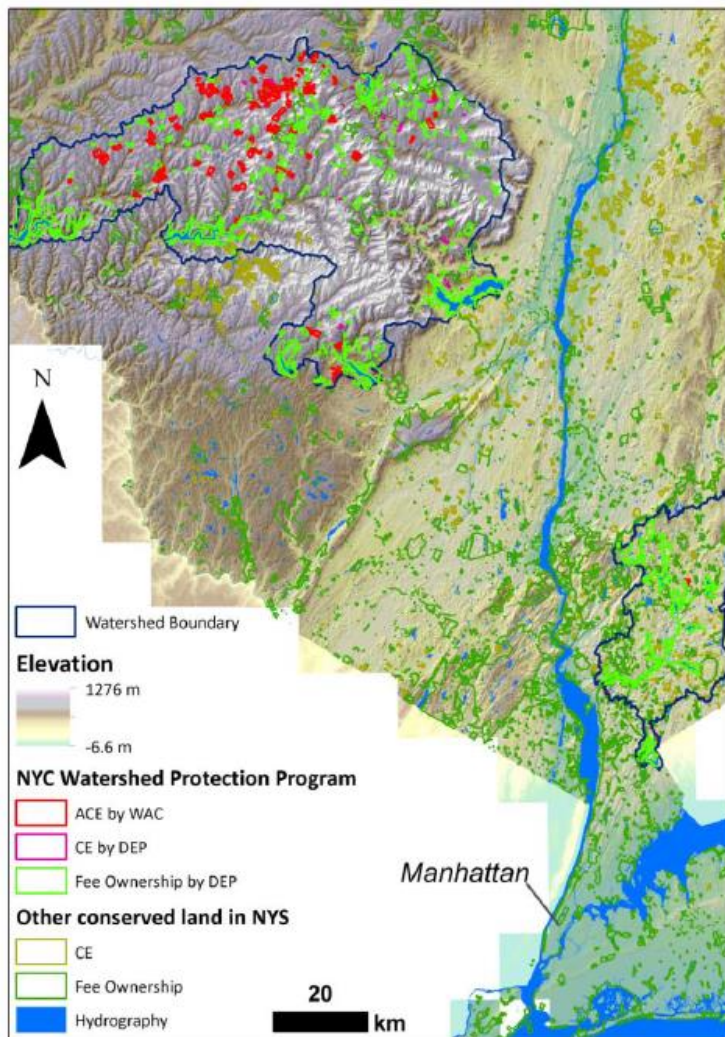 N
Watershed Boundary
Elevation
1276 m
-6.6 m
NYC Watershed Protection Program
ACE by WAC
CE by DEP
Fee Ownership by DEP
Manhattan
Other conserved land in NYS
CE
Fee Ownership
Hydrography
20
km